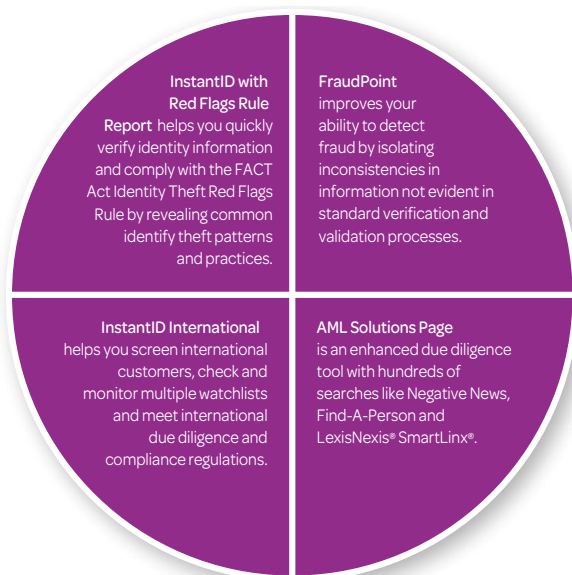 InstantID with
Red Flags Rule
Report helps you quickly
verify identity information
and comply with the FACT
Act Identity Theft Red Flags
Rule by revealing common
identify theft patterns
and practices.
FraudPoint
improves your
ability to detect
fraud by isolating
inconsistencies in
information not evident in
standard verification and
validation processes.
InstantID International
helps you screen international
customers, check and
monitor multiple watchlists
and meet international
due diligence and
compliance regulations.
AML Solutions Page
is an enhanced due diligence
tool with hundreds of
searches like Negative News,
Find-A-Person and
LexisNexis® SmartLinx®.